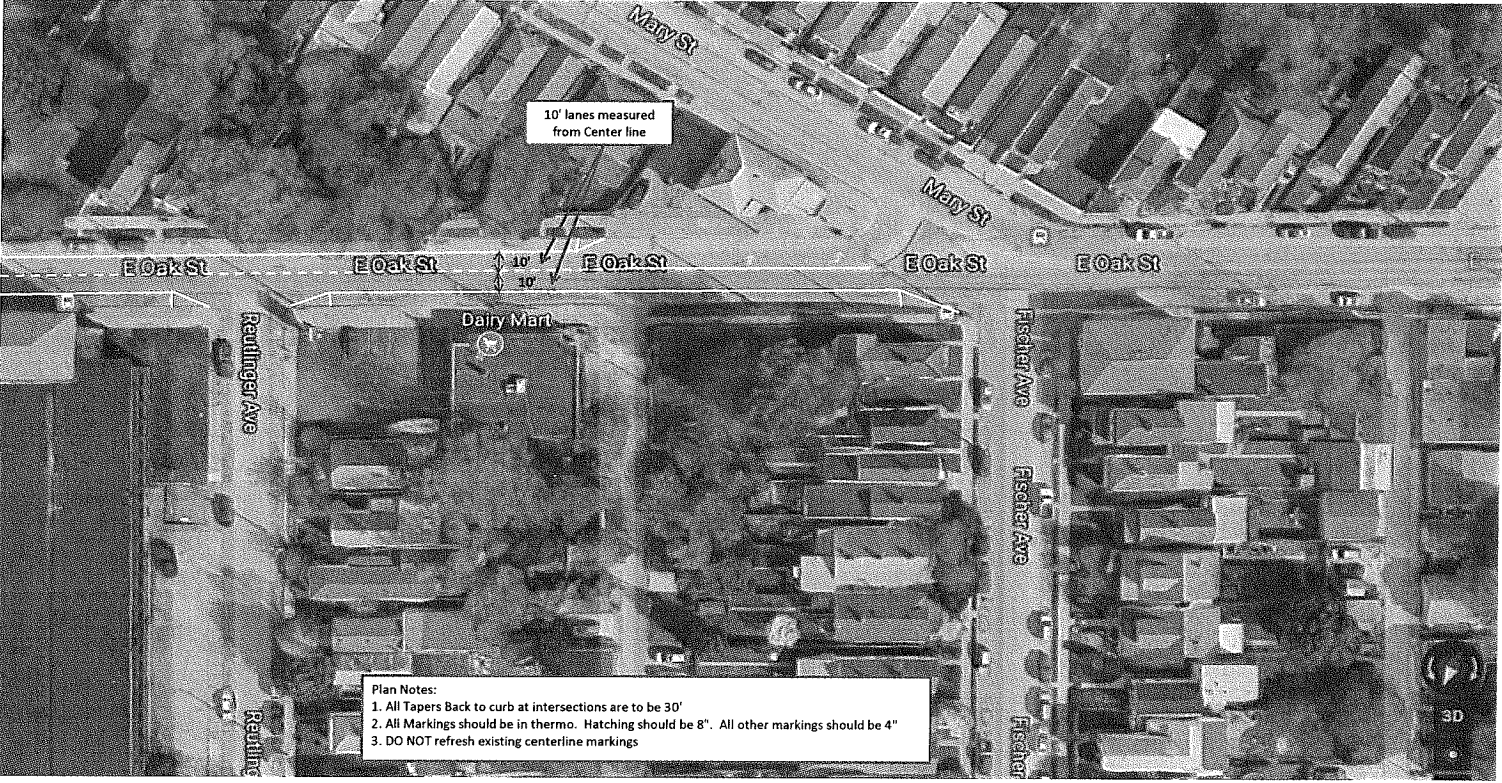 Mary St
10' lanes measured
from Center line
Mary St
E Oak St
E Oak St
10'
E Oak St
E Oak St
E Oak St
E
10'
Dairy Mart
Reutlinger Ave
Fischer Ave
Fischer Ave
Plan Notes:
1. All Tapers Back to curb at intersections are to be 30'
2. All Markings should be in thermo. Hatching should be 8". All other markings should be 4"
3. DO NOT refresh existing centerline markings
Reutling
Fischer
3D